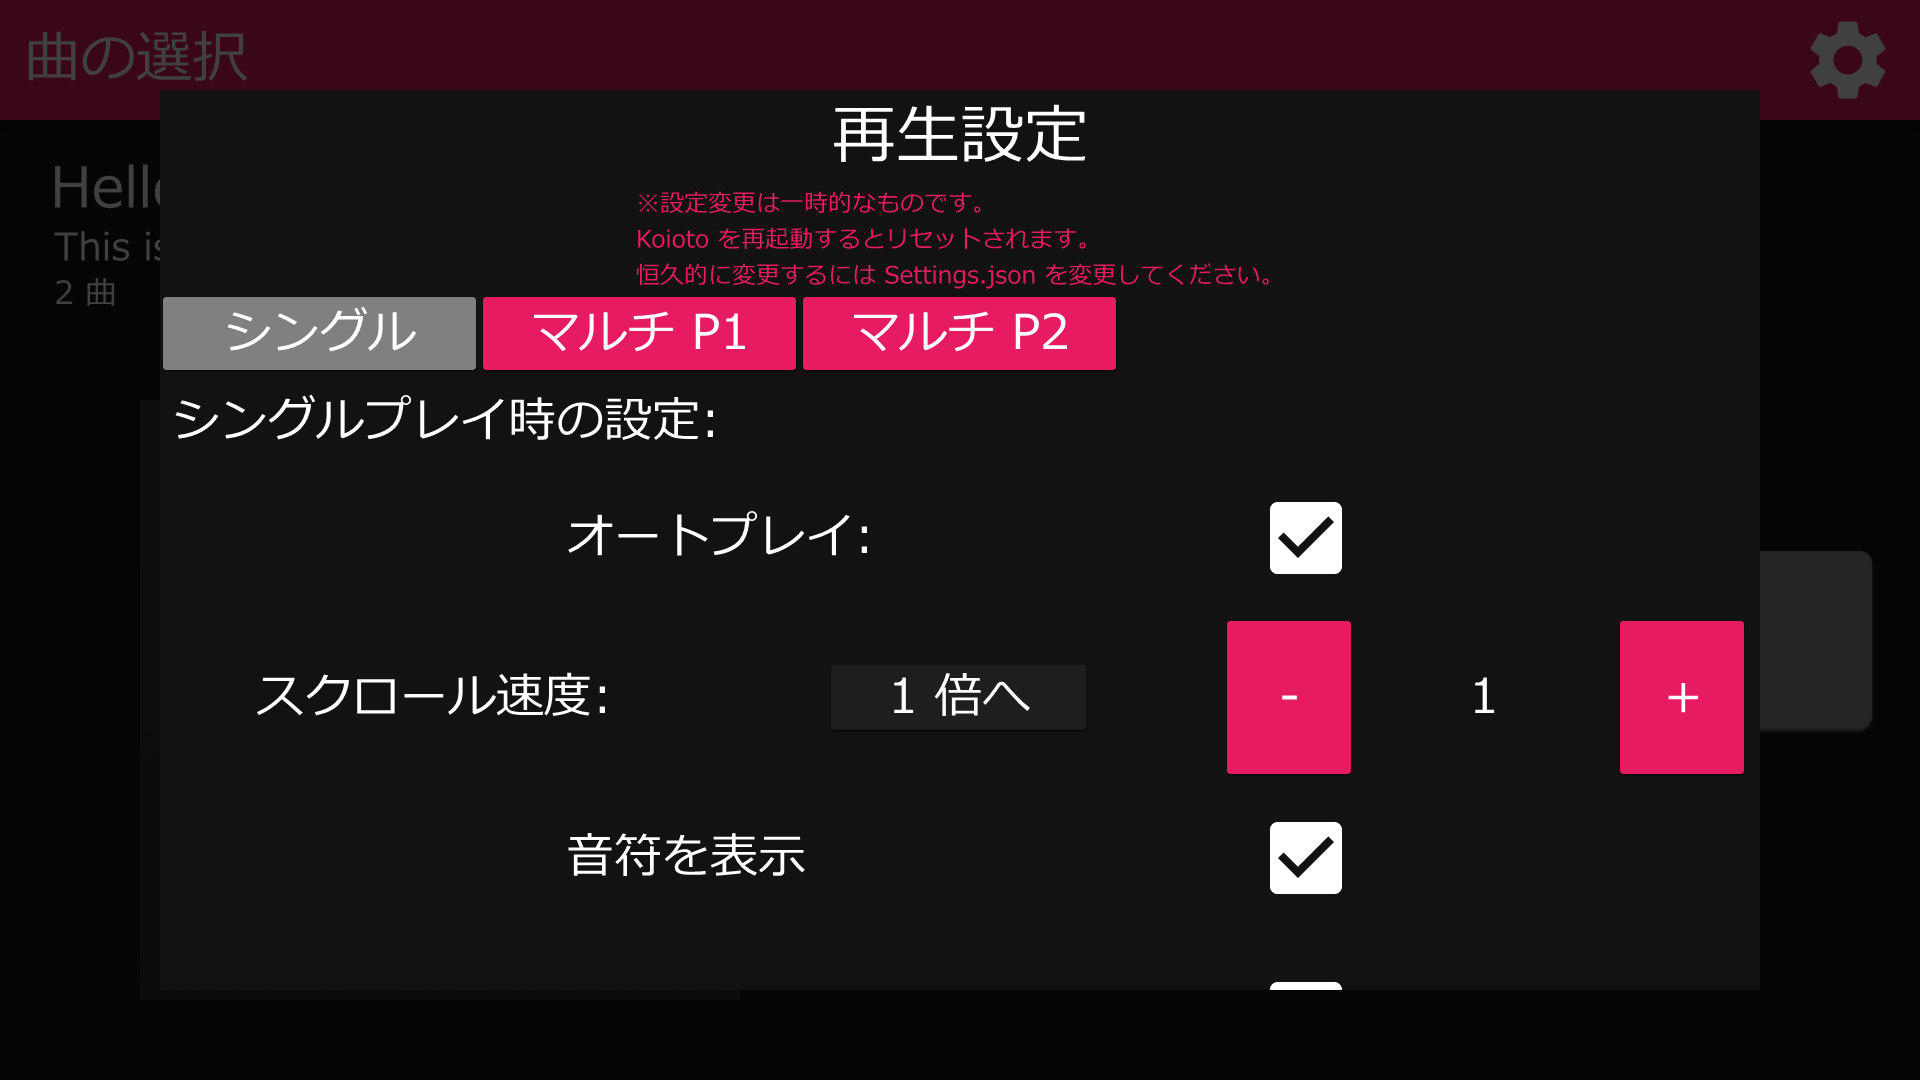 曲の選択
再生設定
Hello
This is
2 曲
※設定変更は一時的なものです。
Koioto を再起動するとリセットされます。
恒久的に変更するには Settings.json を変更してください。
シングル マルチ P1 マルチ P2
シングルプレイ時の設定:
オートプレイ:
スクロール速度: 1 倍へ - 1 +
音符を表示